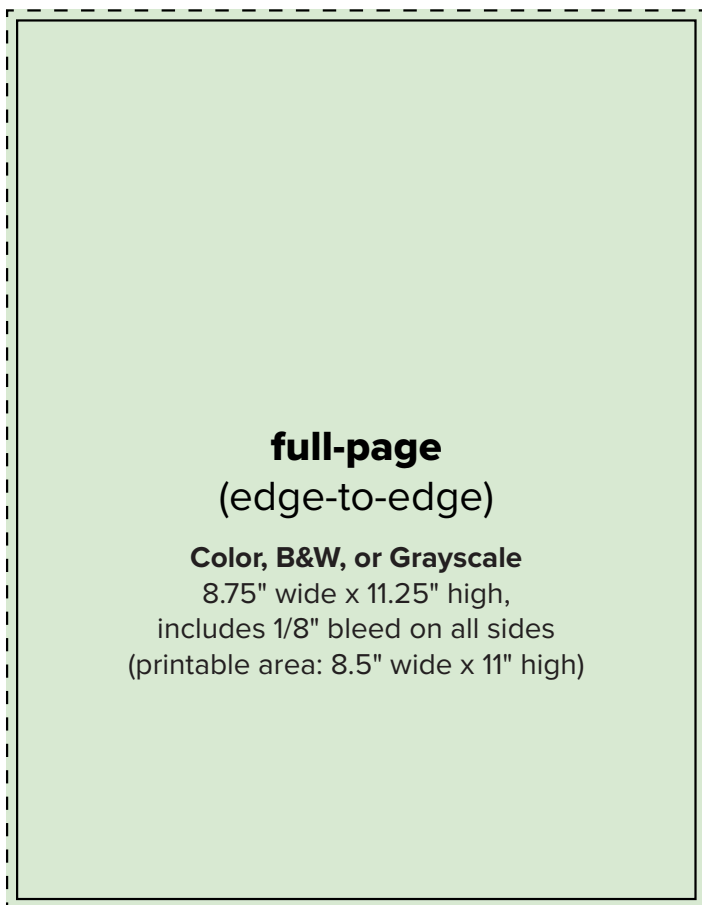 full-page
(edge-to-edge)
Color, B&W, or Grayscale
8.75" wide x 11.25" high,
includes 1/8" bleed on all sides
(printable area: 8.5" wide x 11" high)